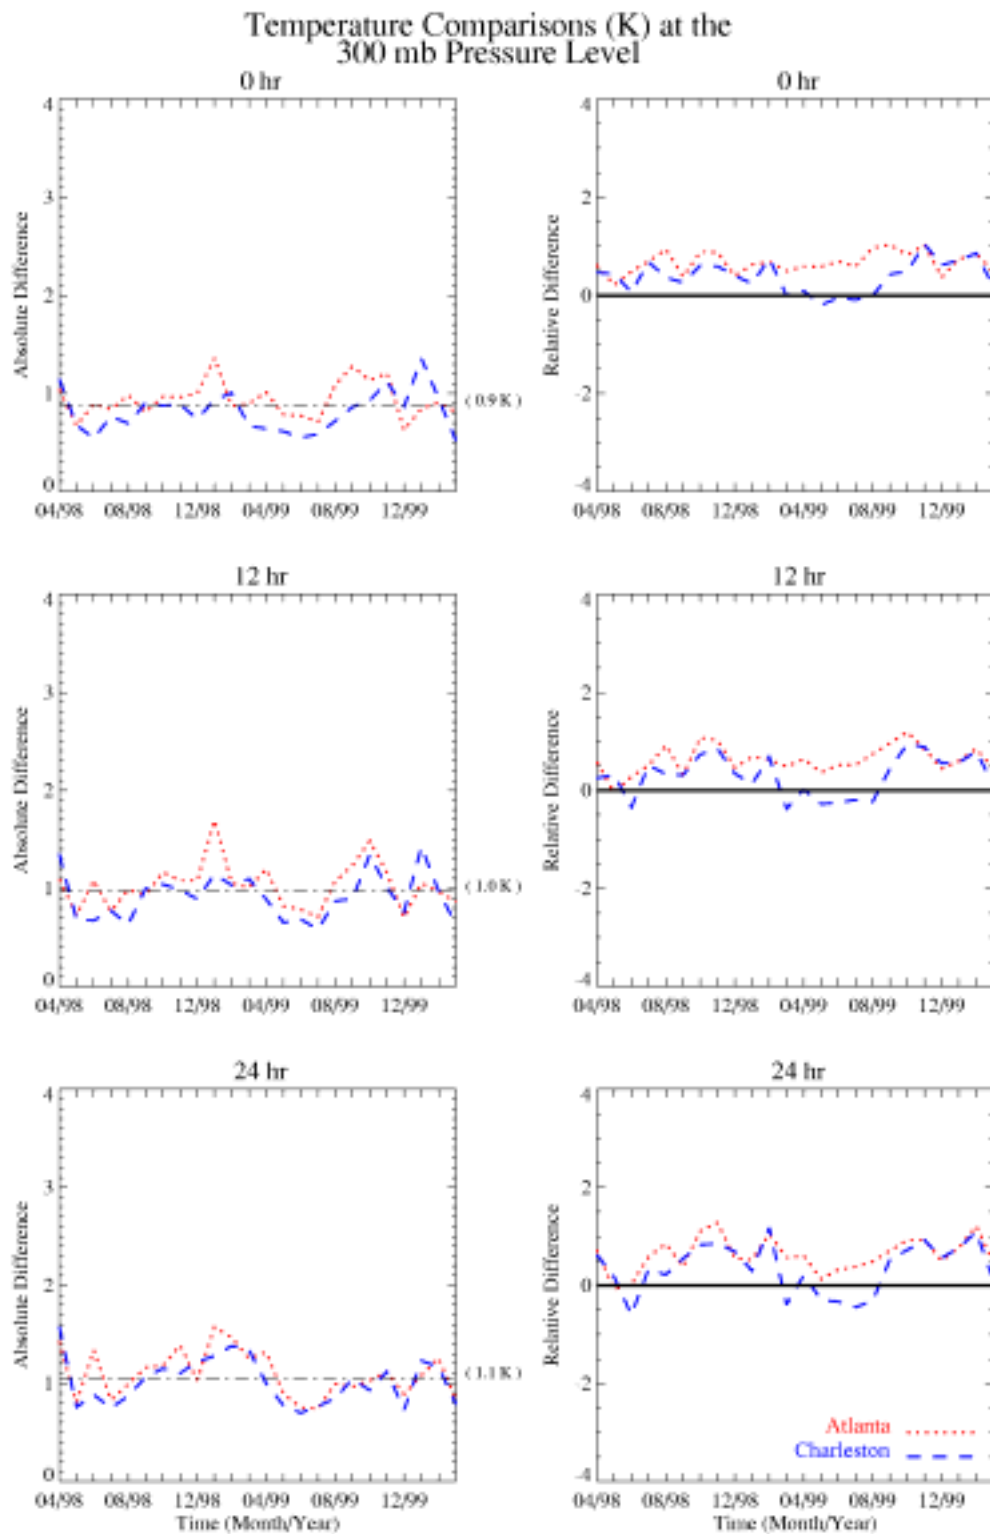 Temperature Comparisons (K) at the
300 mb Pressure Level
0 hr
0 hr
4
3
2
1
0
Absolute Difference
(0.9K)
04/98 08/98 12/98 04/99 08/99 12/99
4
2
0
-2
-4
Relative Difference
04/98 08/98 12/98 04/99 08/99 12/99
12 hr
12 hr
4
3
2
1
0
Absolute Difference
(1.0K)
04/98 08/98 12/98 04/99 08/99 12/99
4
2
0
-2
-4
Relative Difference
04/98 08/98 12/98 04/99 08/99 12/99
24 hr
24 hr
4
3
2
1
0
Absolute Difference
(1.1K)
04/98 08/98 12/98 04/99 08/99 12/99
Time (Month/Year)
4
2
0
-2
-4
Relative Difference
Atlanta
Charleston
04/98 08/98 12/98 04/99 08/99 12/99
Time (Month/Year)